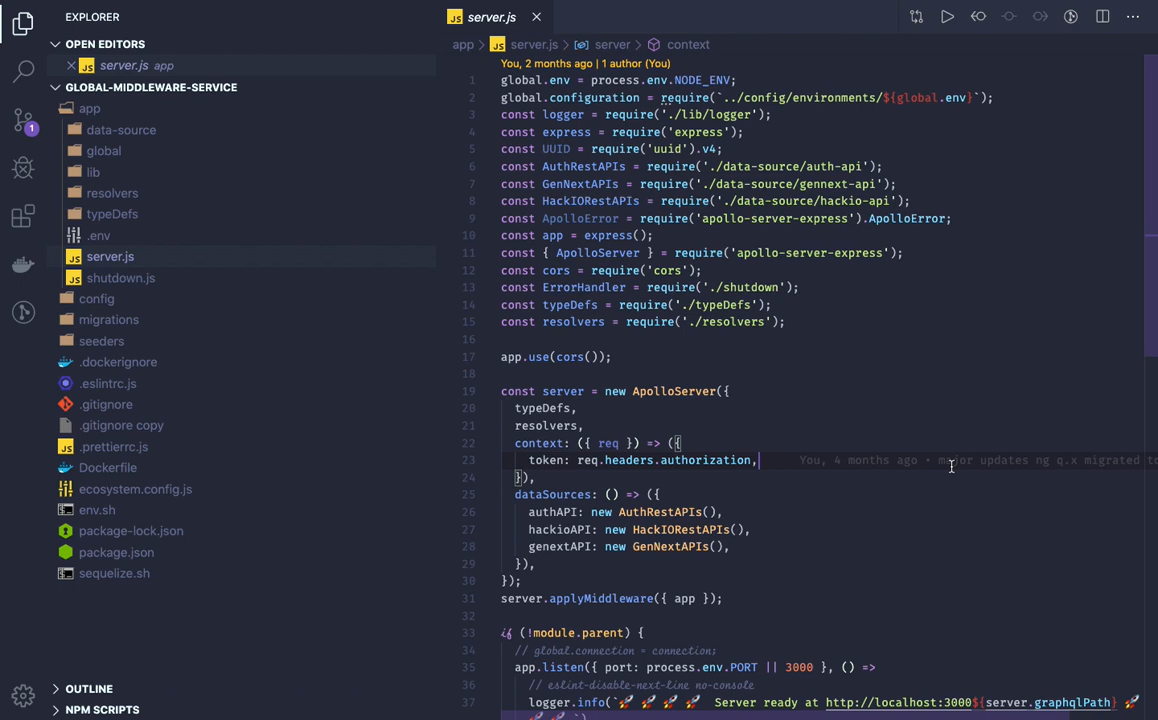 EXPLORER
OPEN EDITORS
server.js app
GLOBAL-MIDDLEWARE-SERVICE
app
data-source
global
lib
resolvers
typeDefs
.env
server.js
shutdown.js
config
migrations
seeders
.dockerignore
.eslintrc.js
.gitignore
.gitignore copy
.prettierrc.js
Dockerfile
ecosystem.config.js
env.sh
package-lock.json
package.json
sequelize.sh
OUTLINE
NPM SCRIPTS
1
JS server.js
app > JS server.js > server > context
You, 2 months ago | 1 author (You)
1 global.env = process.env.NODE_ENV;
2 global.configuration = require(`../config/environments/${global.env}`);
3 const logger = require('./lib/logger');
4 const express = require('express');
5 const UUID = require('uuid').v4;
6 const AuthRestAPIs = require('./data-source/auth-api');
7 const GenNextAPIs = require('./data-source/gennext-api');
8 const HackIORestAPIs = require('./data-source/hackio-api');
9 const ApolloError = require('apollo-server-express').ApolloError;
10 const app = express();
11 const { ApolloServer } = require('apollo-server-express');
12 const cors = require('cors');
13 const ErrorHandler = require('./shutdown');
14 const typeDefs = require('./typeDefs');
15 const resolvers = require('./resolvers');
16
17 app.use(cors());
18
19 const server = new ApolloServer({
20 typeDefs,
21 resolvers,
22 context: ({ req }) => ({
23 token: req.headers.authorization, You, 4 months ago • major updates ng q.x migrated to
24 }),
25 dataSources: () => ({
26 authAPI: new AuthRestAPIs(),
27 hackioAPI: new HackIORestAPIs(),
28 genextAPI: new GenNextAPIs(),
29 }),
30 });
31 server.applyMiddleware({ app });
32
33 if (!module.parent) {
34 // global.connection = connection;
35 app.listen({ port: process.env.PORT || 3000 }, () =>
36 // eslint-disable-next-line no-console
37 logger.info(`🚀 🚀 🚀 🚀 Server ready at http://localhost:3000${server.graphqlPath} 🚀
🚀 🚀`)